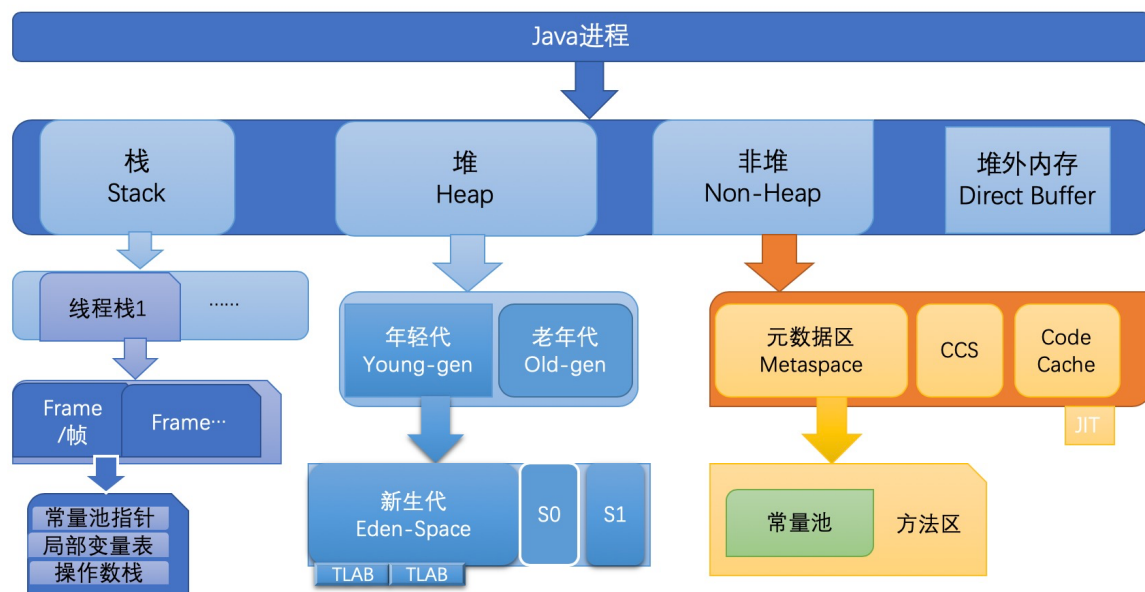 Java进程
栈
Stack
堆
Heap
非堆
Non-Heap
堆外内存
Direct Buffer
线程栈1
……
年轻代
Young-gen
老年代
Old-gen
元数据区
Metaspace
CCS
Code
Cache
JIT
Frame
/帧
Frame…
常量池指针
局部变量表
操作数栈
新生代
Eden-Space
S0
S1
TLAB
TLAB
常量池
方法区